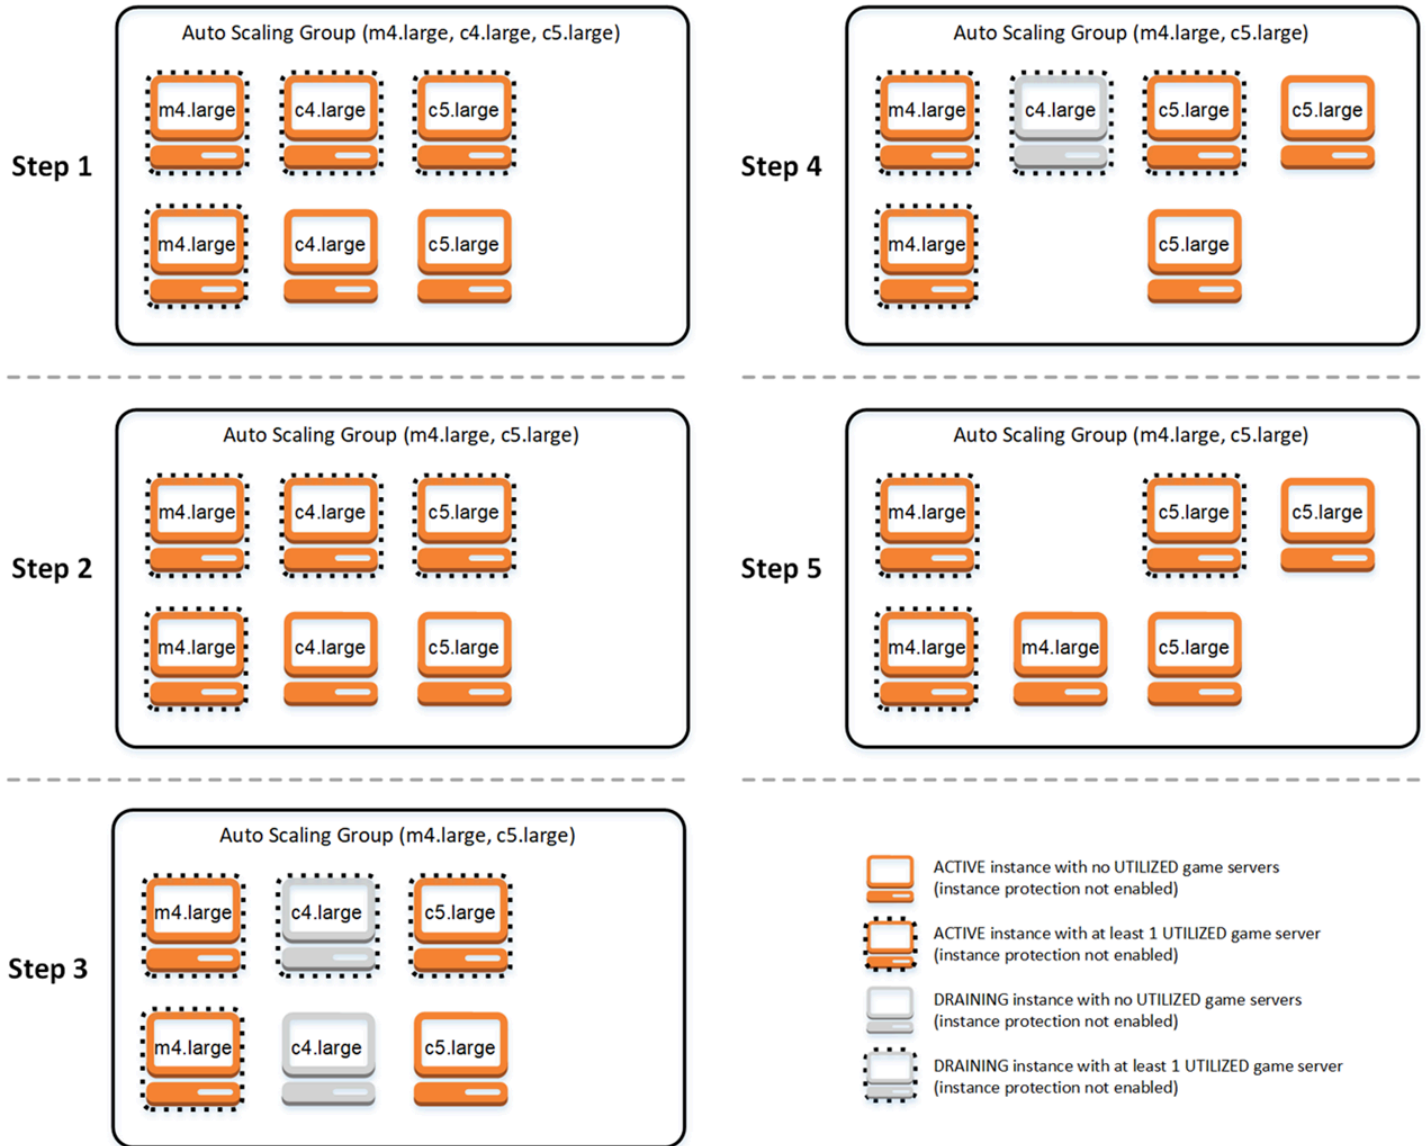 Step 1
Auto Scaling Group (m4.large, c4.large, c5.large)
m4.large c4.large c5.large
m4.large c4.large c5.large
Step 2
Auto Scaling Group (m4.large, c5.large)
m4.large c4.large c5.large
m4.large c4.large c5.large
Step 3
Auto Scaling Group (m4.large, c5.large)
m4.large c4.large c5.large
m4.large c4.large c5.large
Step 4
Auto Scaling Group (m4.large, c5.large)
m4.large c4.large c5.large c5.large
m4.large c5.large
Step 5
Auto Scaling Group (m4.large, c5.large)
m4.large c5.large c5.large
m4.large m4.large c5.large
ACTIVE instance with no UTILIZED game servers
(instance protection not enabled)
ACTIVE instance with at least 1 UTILIZED game server
(instance protection not enabled)
DRAINING instance with no UTILIZED game servers
(instance protection not enabled)
DRAINING instance with at least 1 UTILIZED game server
(instance protection not enabled)